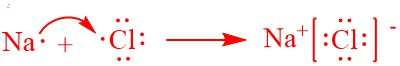 Na· + ·Cl: ⟶ Na⁺ [:Cl:] ⁻